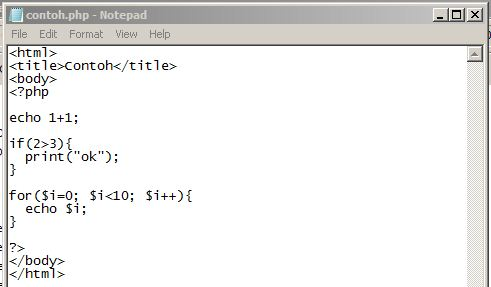 contoh.php - Notepad
File Edit Format View Help
<html>
<title>Contoh</title>
<body>
<?php
echo 1+1;
if(2>3){
  print("ok");
}
for($i=0; $i<10; $i++){
  echo $i;
}
?>
</body>
</html>